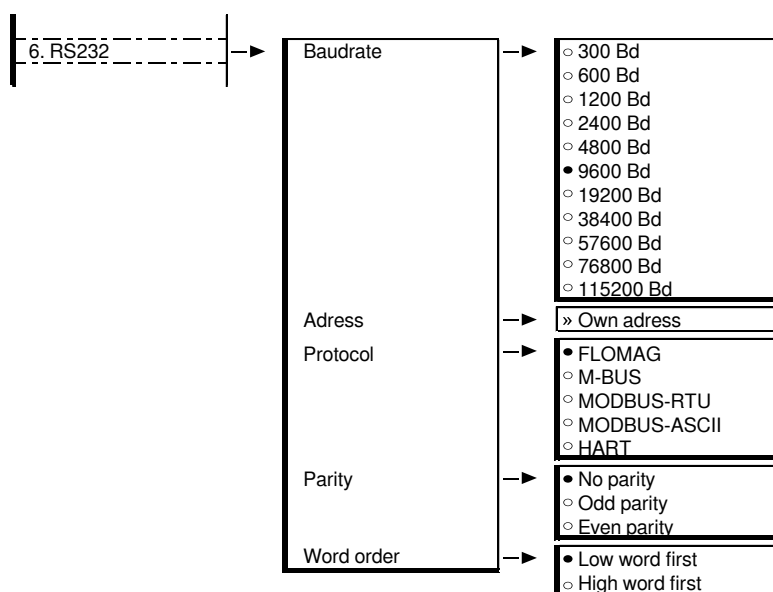 6. RS232
Baudrate
○ 300 Bd
○ 600 Bd
○ 1200 Bd
○ 2400 Bd
○ 4800 Bd
● 9600 Bd
○ 19200 Bd
○ 38400 Bd
○ 57600 Bd
○ 76800 Bd
○ 115200 Bd
Adress
» Own adress
Protocol
● FLOMAG
○ M-BUS
○ MODBUS-RTU
○ MODBUS-ASCII
○ HART
Parity
● No parity
○ Odd parity
○ Even parity
Word order
● Low word first
○ High word first